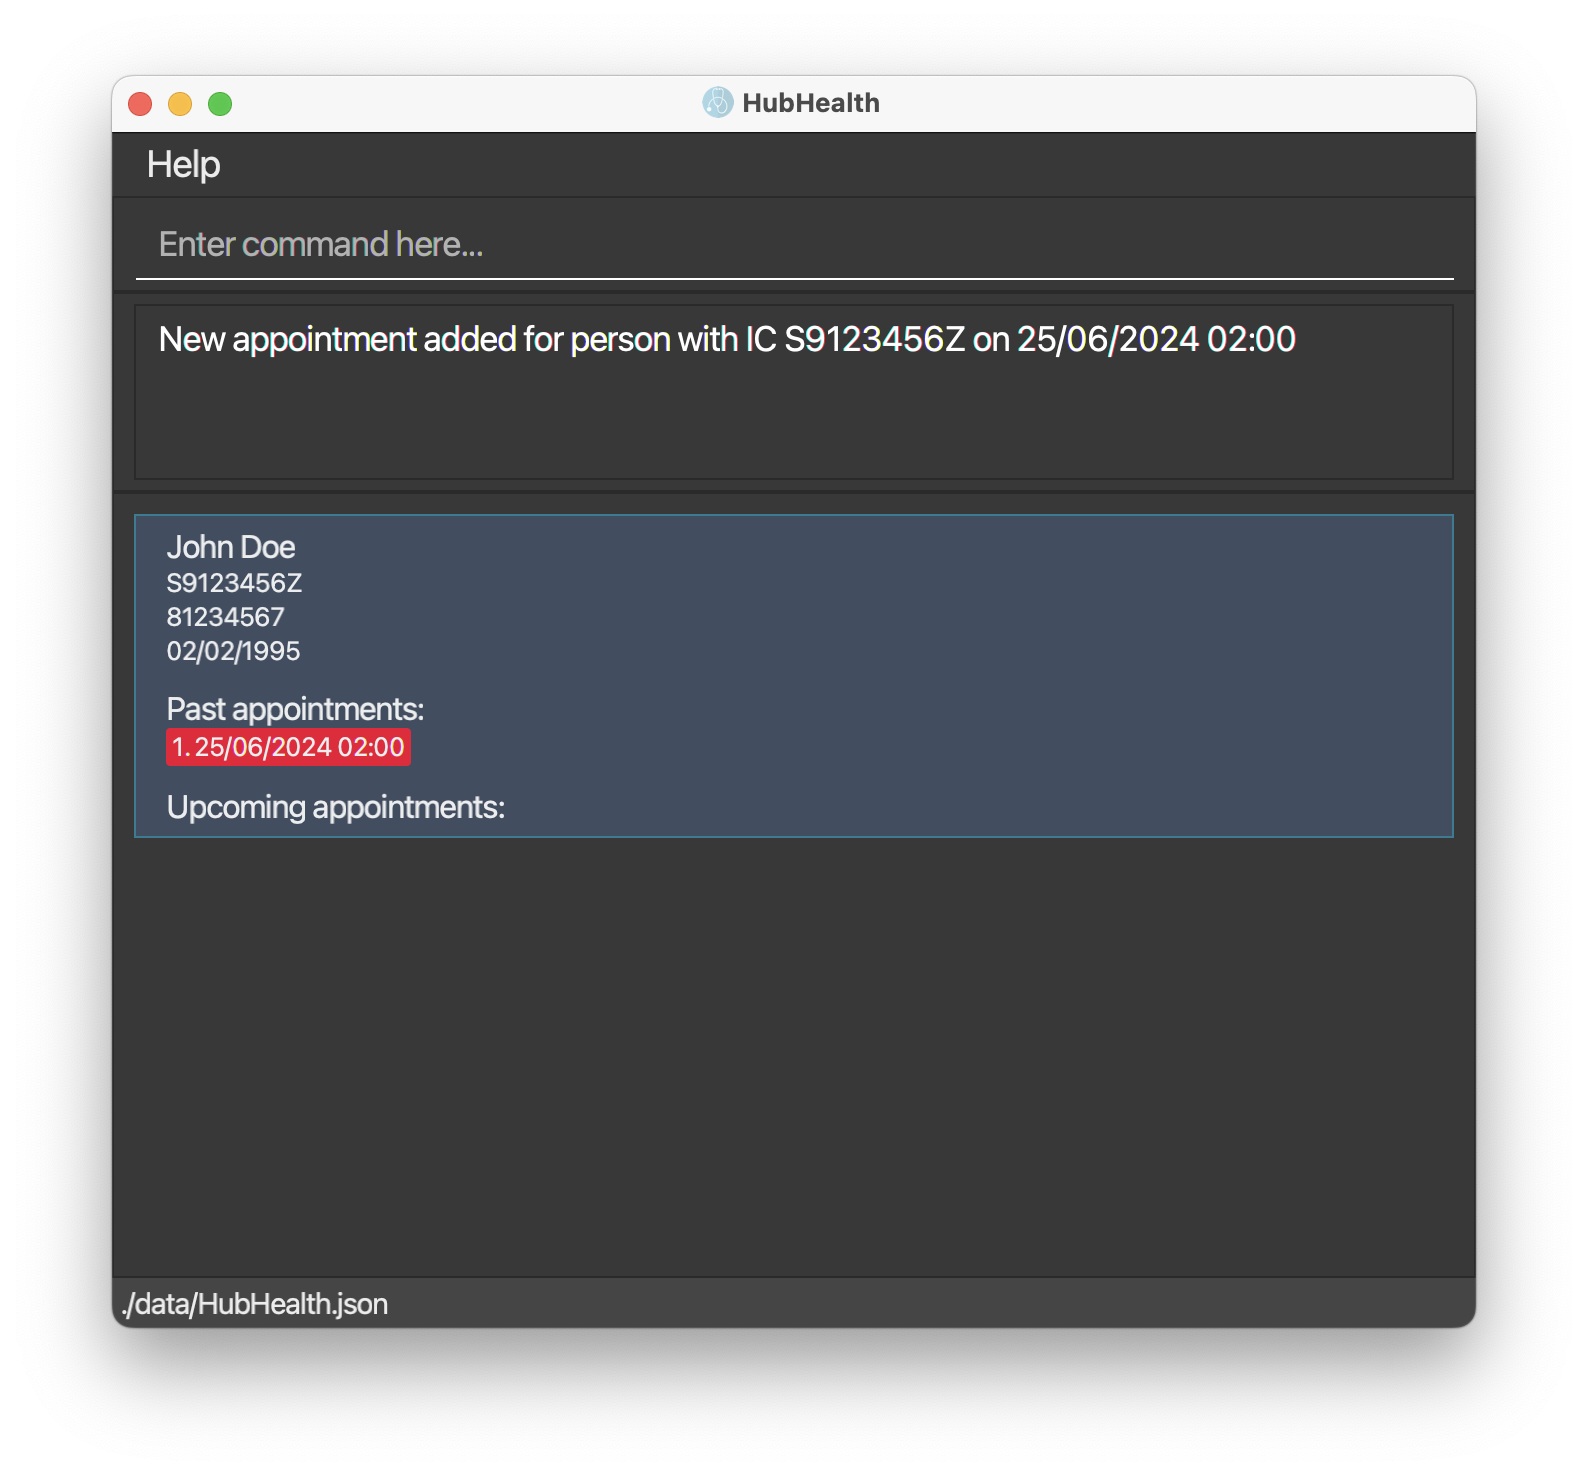 HubHealth
Help
Enter command here...
New appointment added for person with IC S9123456Z on 25/06/2024 02:00
John Doe
S9123456Z
81234567
02/02/1995
Past appointments:
1. 25/06/2024 02:00
Upcoming appointments:
./data/HubHealth.json